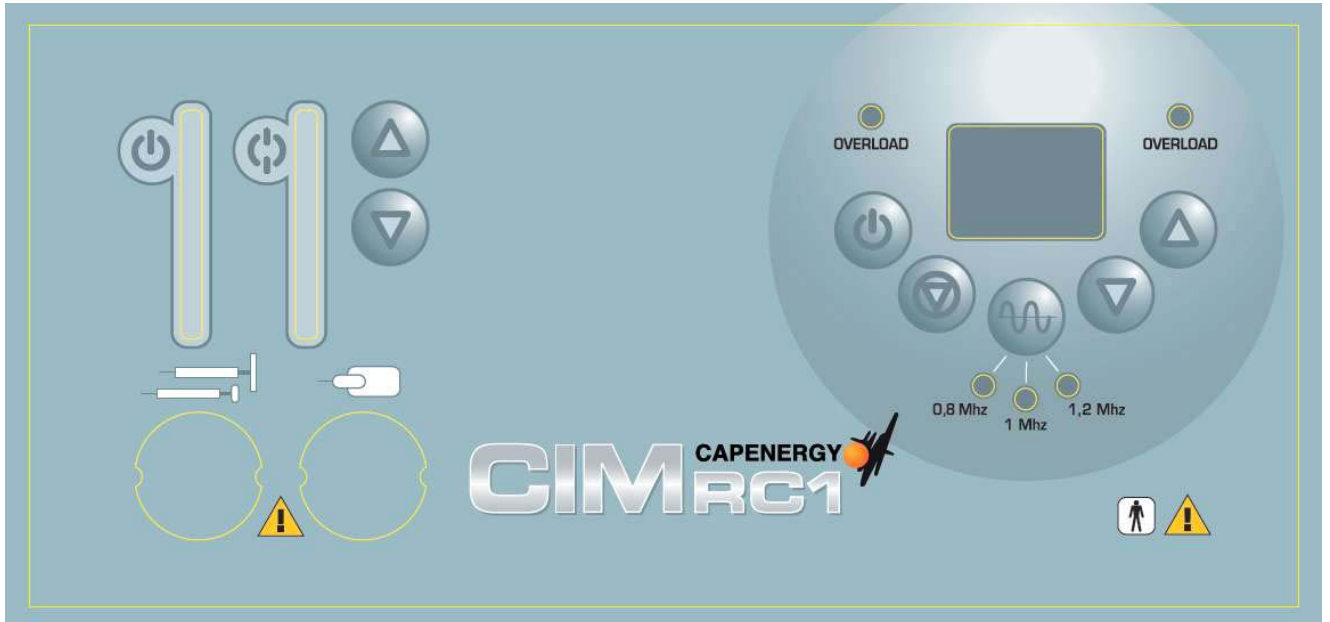 OVERLOAD
OVERLOAD
0,8 Mhz
1 Mhz
1,2 Mhz
CAPENERGY
CIM RC1